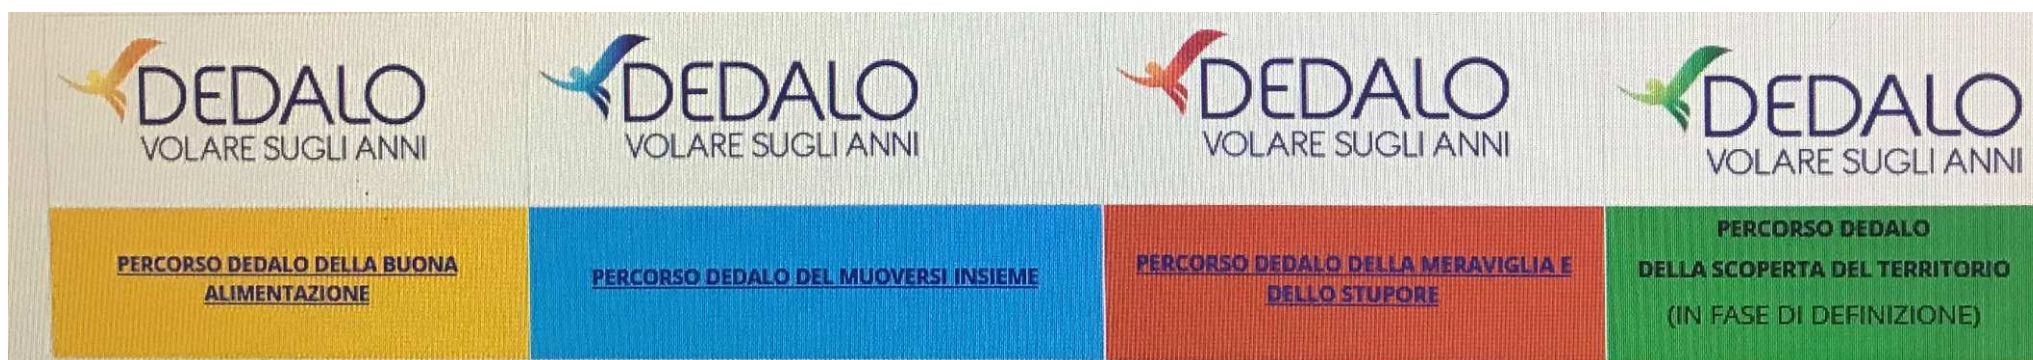 DEDALO
VOLARE SUGLI ANNI
DEDALO
VOLARE SUGLI ANNI
DEDALO
VOLARE SUGLI ANNI
DEDALO
VOLARE SUGLI ANNI
PERCORSO DEDALO DELLA BUONA
ALIMENTAZIONE
PERCORSO DEDALO DEL MUOVERSI INSIEME
PERCORSO DEDALO DELLA MERAVIGLIA E
DELLO STUPORE
PERCORSO DEDALO
DELLA SCOPERTA DEL TERRITORIO
(IN FASE DI DEFINIZIONE)